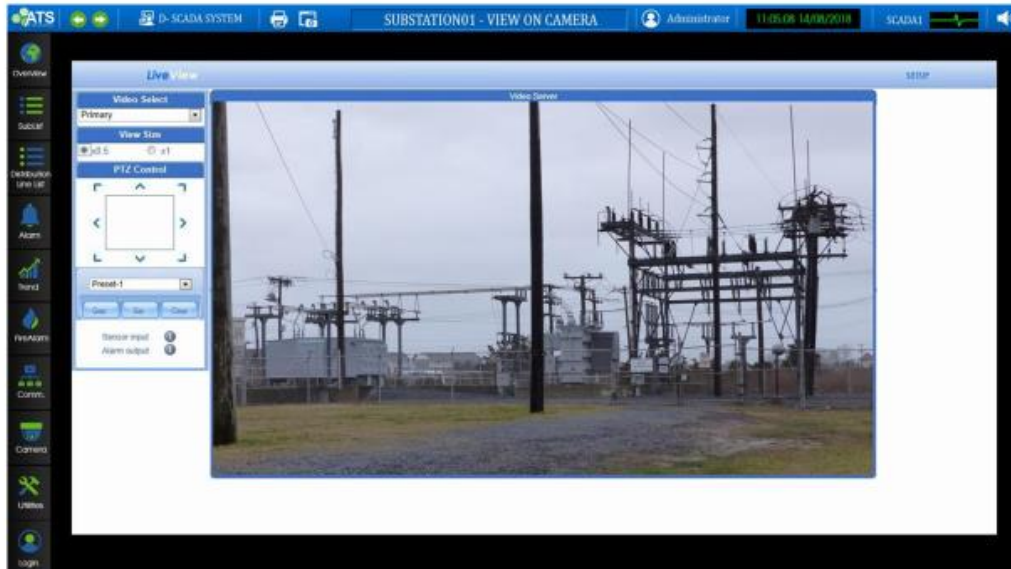 ATS
D- SCADA SYSTEM
SUBSTATION01 - VIEW ON CAMERA
Administrator
11:05:08 14/08/2018
SCADA1
Overview
SubList
Distribution
Line List
Alarm
Trend
FireAlarm
Comm.
Camera
Utilities
Login
Live View
SETUP
Video Select
Primary
View Size
x0.5
x1
PTZ Control
Preset-1
Sensor input
Alarm output
Video Server